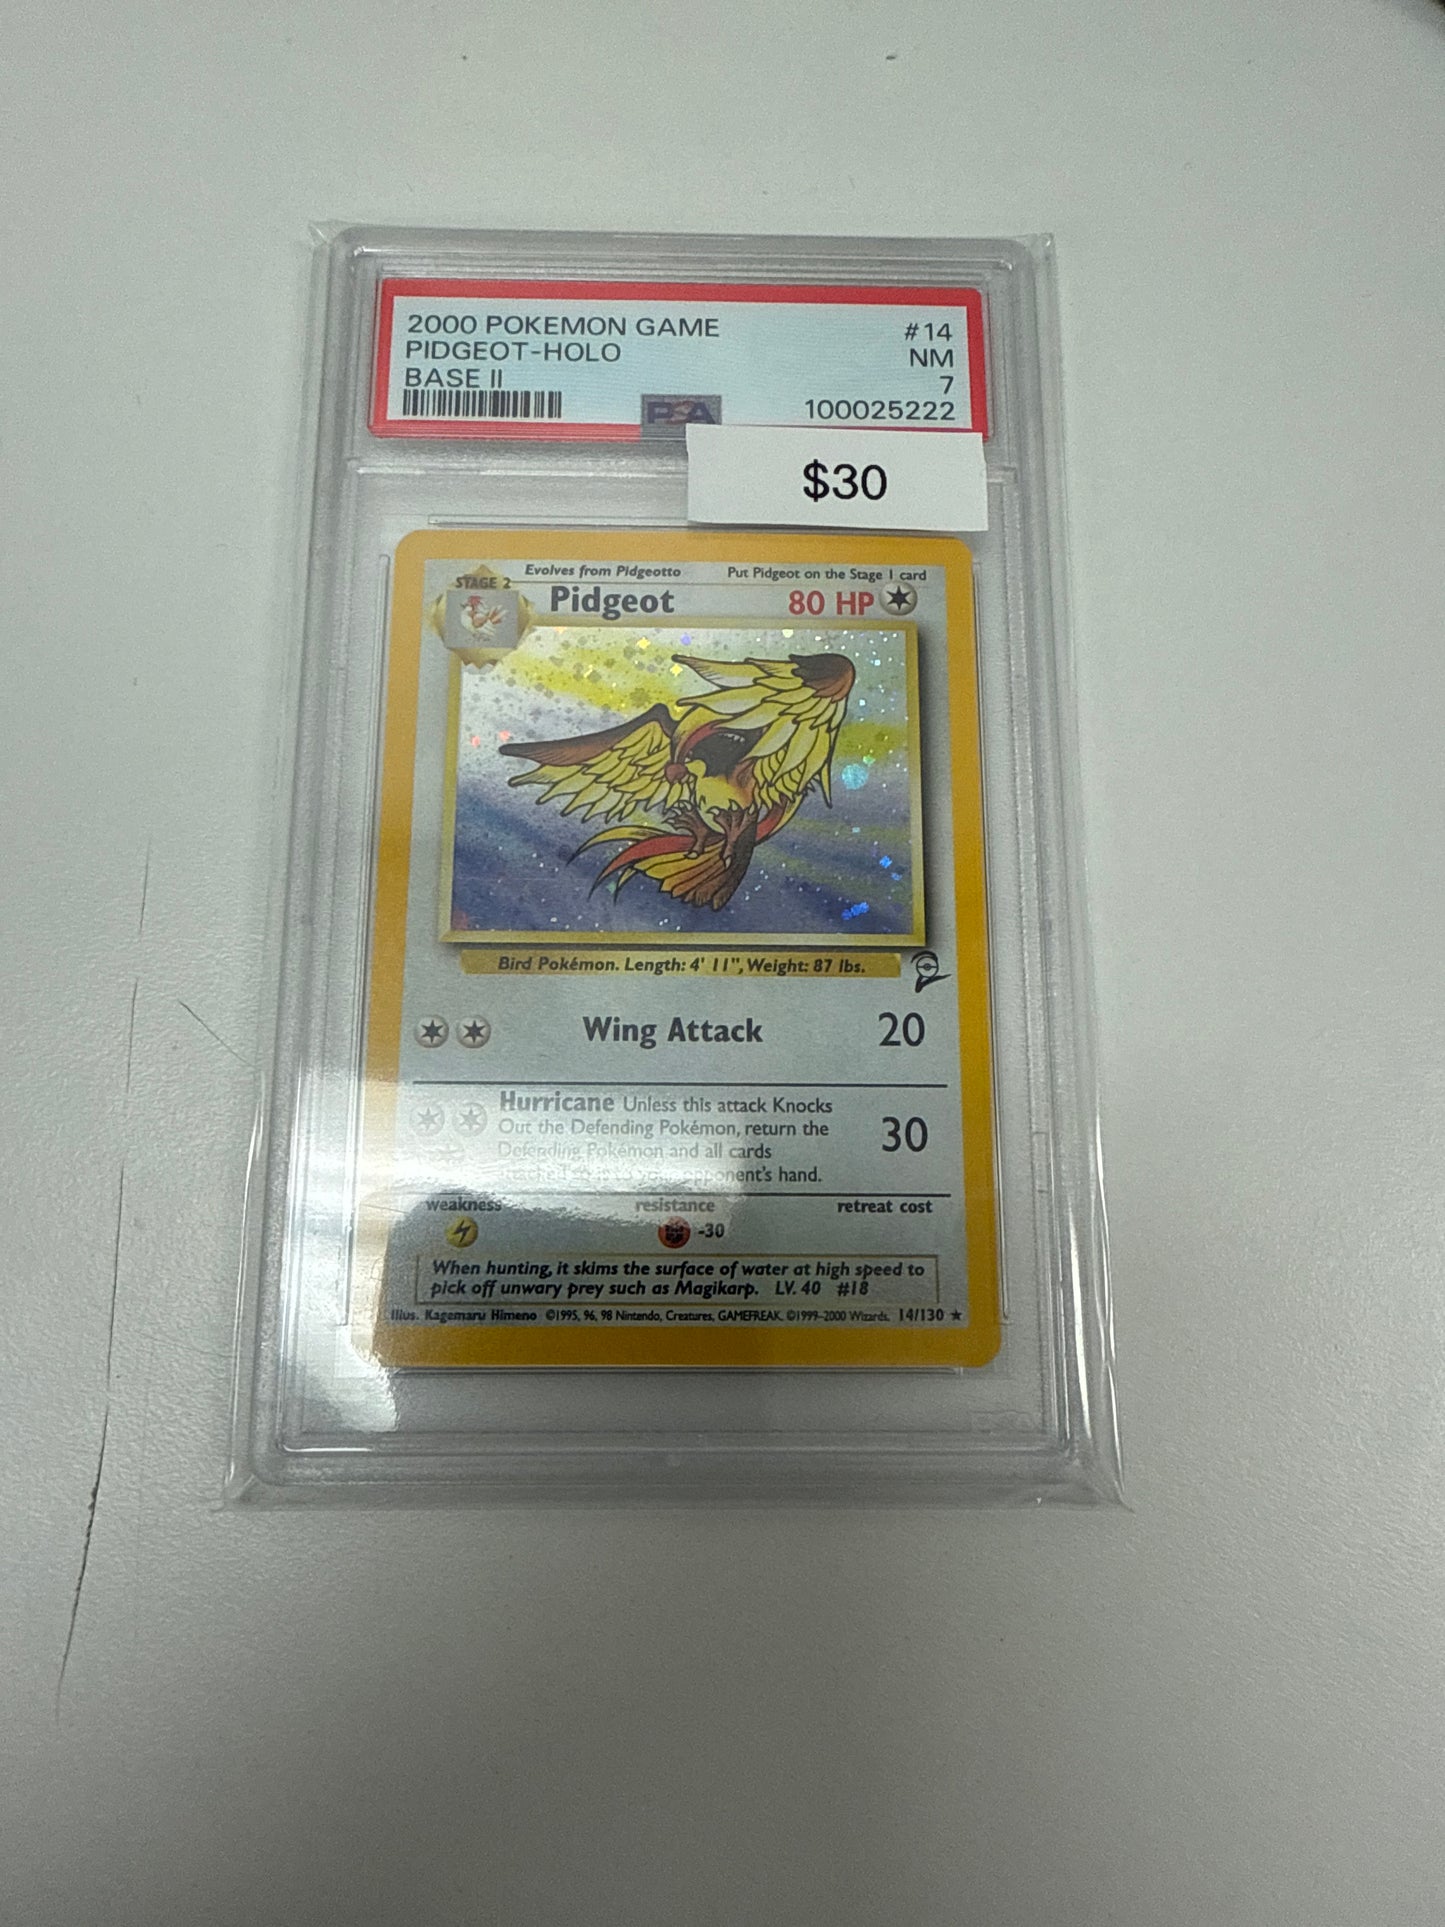 2000 POKEMON GAME #14
PIDGEOT-HOLO NM
BASE II 7
100025222
PSA
$30
STAGE 2 Evolves from Pidgeotto Put Pidgeot on the Stage 1 card
Pidgeot 80 HP
Bird Pokémon. Length: 4' 11", Weight: 87 lbs.
Wing Attack 20
Hurricane Unless this attack Knocks
Out the Defending Pokémon, return the
Defending Pokémon and all cards
30
opponent's hand.
weakness resistance retreat cost
-30
When hunting, it skims the surface of water at high speed to
pick off unwary prey such as Magikarp. LV. 40 #18
Illus. Kagemaru Himeno ©1995, 96, 98 Nintendo, Creatures, GAMEFREAK. ©1999-2000 Wizards. 14/130 ★